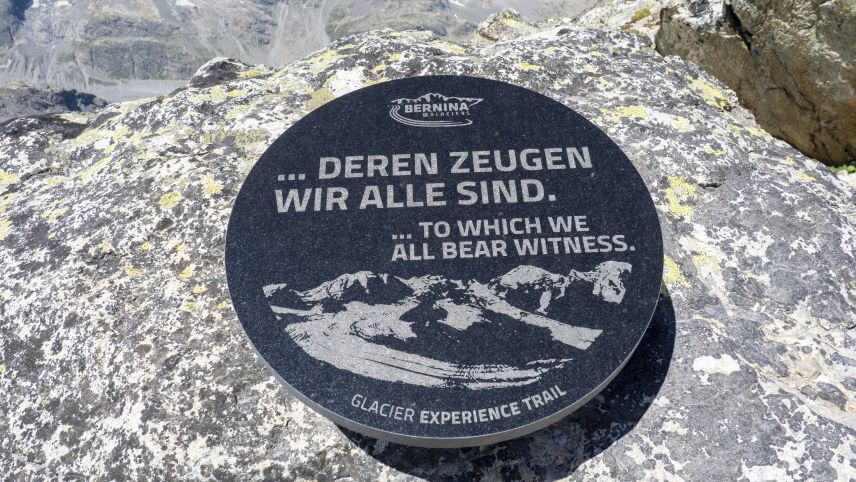 BERNINA
GLACIERS
... DEREN ZEUGEN
WIR ALLE SIND.
... TO WHICH WE
ALL BEAR WITNESS.
GLACIER EXPERIENCE TRAIL